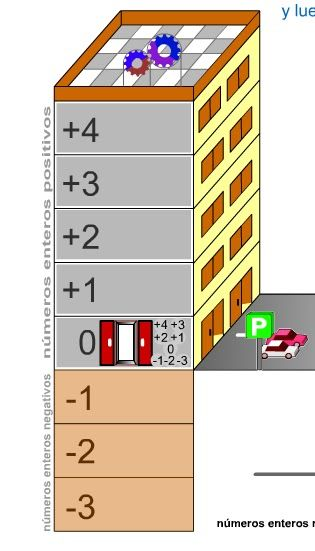 y lue
números enteros positivos
+4
+3
+2
+1
0
+4 +3
+2 +1
0
-1-2-3
P
números enteros negativos
-1
-2
-3
números enteros r